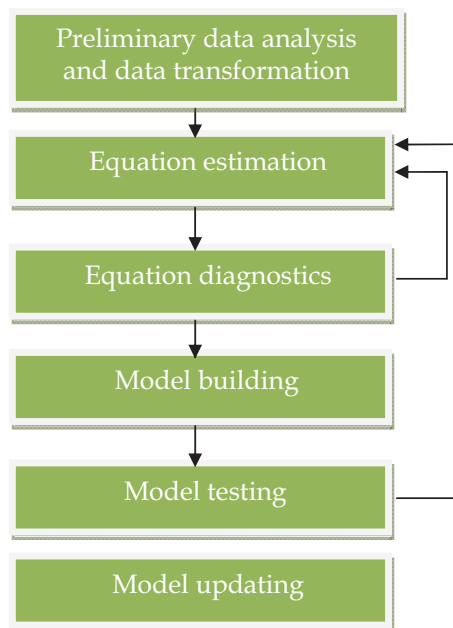 Preliminary data analysis
and data transformation
Equation estimation
Equation diagnostics
Model building
Model testing
Model updating